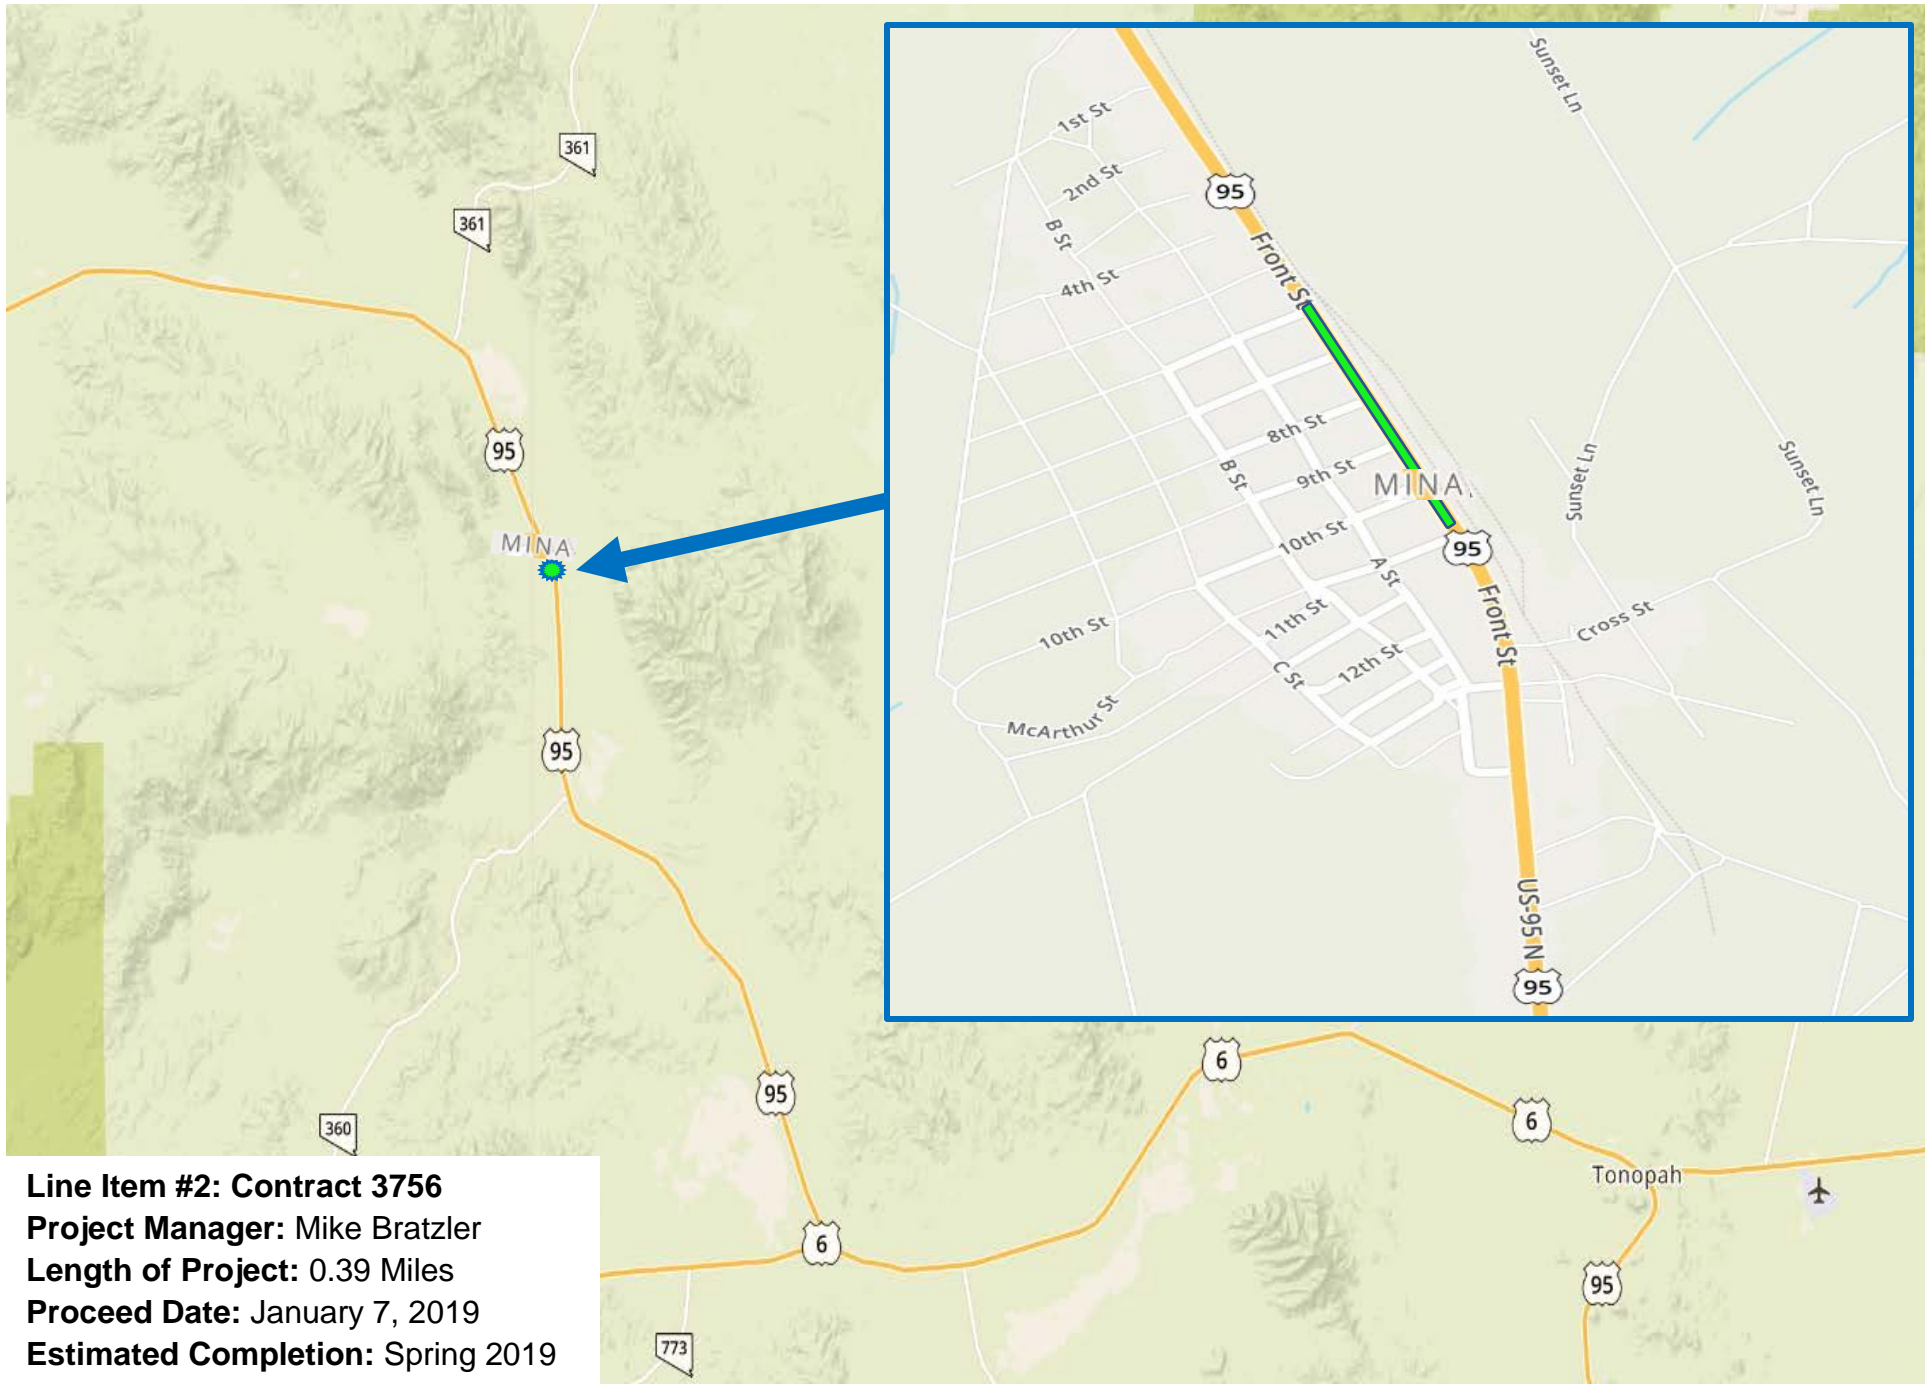 361
361
95
MINA
95
95
360
6
773
6
6
Tonopah
95
Sunset Ln
1st St
2nd St
95
B St
Front St
4th St
8th St
9th St
B St
MINA
Sunset Ln
Sunset Ln
10th St
95
A St
Front St
11th St
10th St
Cross St
12th St
C St
McArthur St
US-95 N
95
Line Item #2: Contract 3756
Project Manager: Mike Bratzler
Length of Project: 0.39 Miles
Proceed Date: January 7, 2019
Estimated Completion: Spring 2019